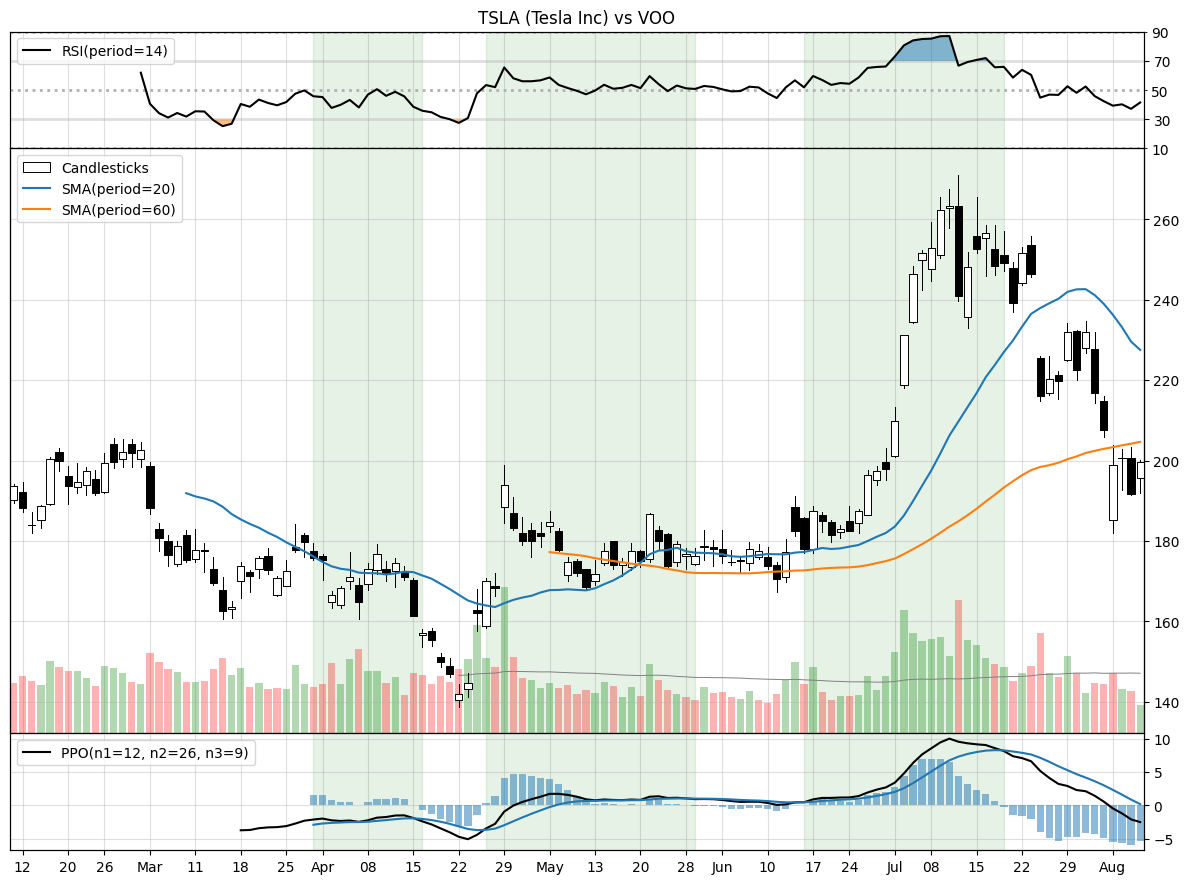 TSLA (Tesla Inc) vs VOO
RSI(period=14)
90
70
50
30
10
Candlesticks
SMA(period=20)
SMA(period=60)
260
240
220
200
180
160
140
PPO(n1=12, n2=26, n3=9)
10
5
0
−5
12 20 26 Mar 11 18 25 Apr 08 15 22 29 May 13 20 28 Jun 10 17 24 Jul 08 15 22 29 Aug